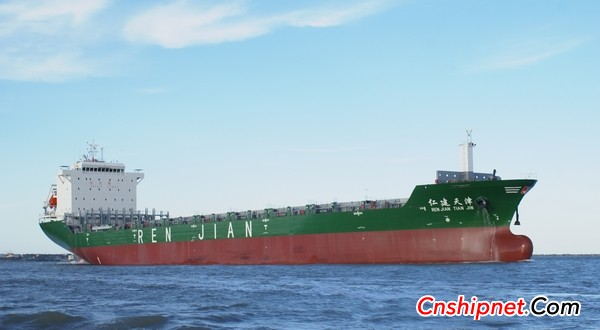 仁建天津
REN JIAN TIAN JIN
REN JIAN
Cnshipnet.Com